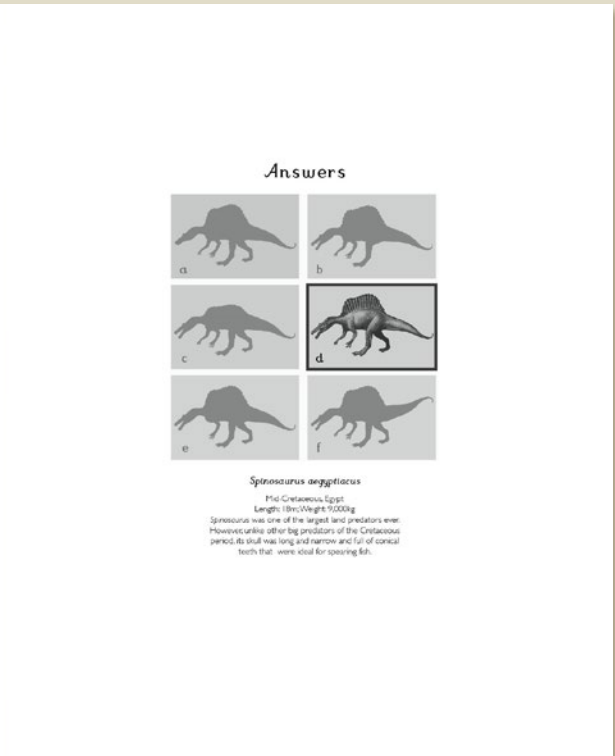 Answers
a
b
c
d
e
f
Spinosaurus aegyptiacus
Mid-Cretaceous, Egypt
Length: 18m; Weight: 9,000kg
Spinosaurus was one of the largest land predators ever.
However, unlike other big predators of the Cretaceous
period, its skull was long and narrow and full of conical
teeth that were ideal for spearing fish.